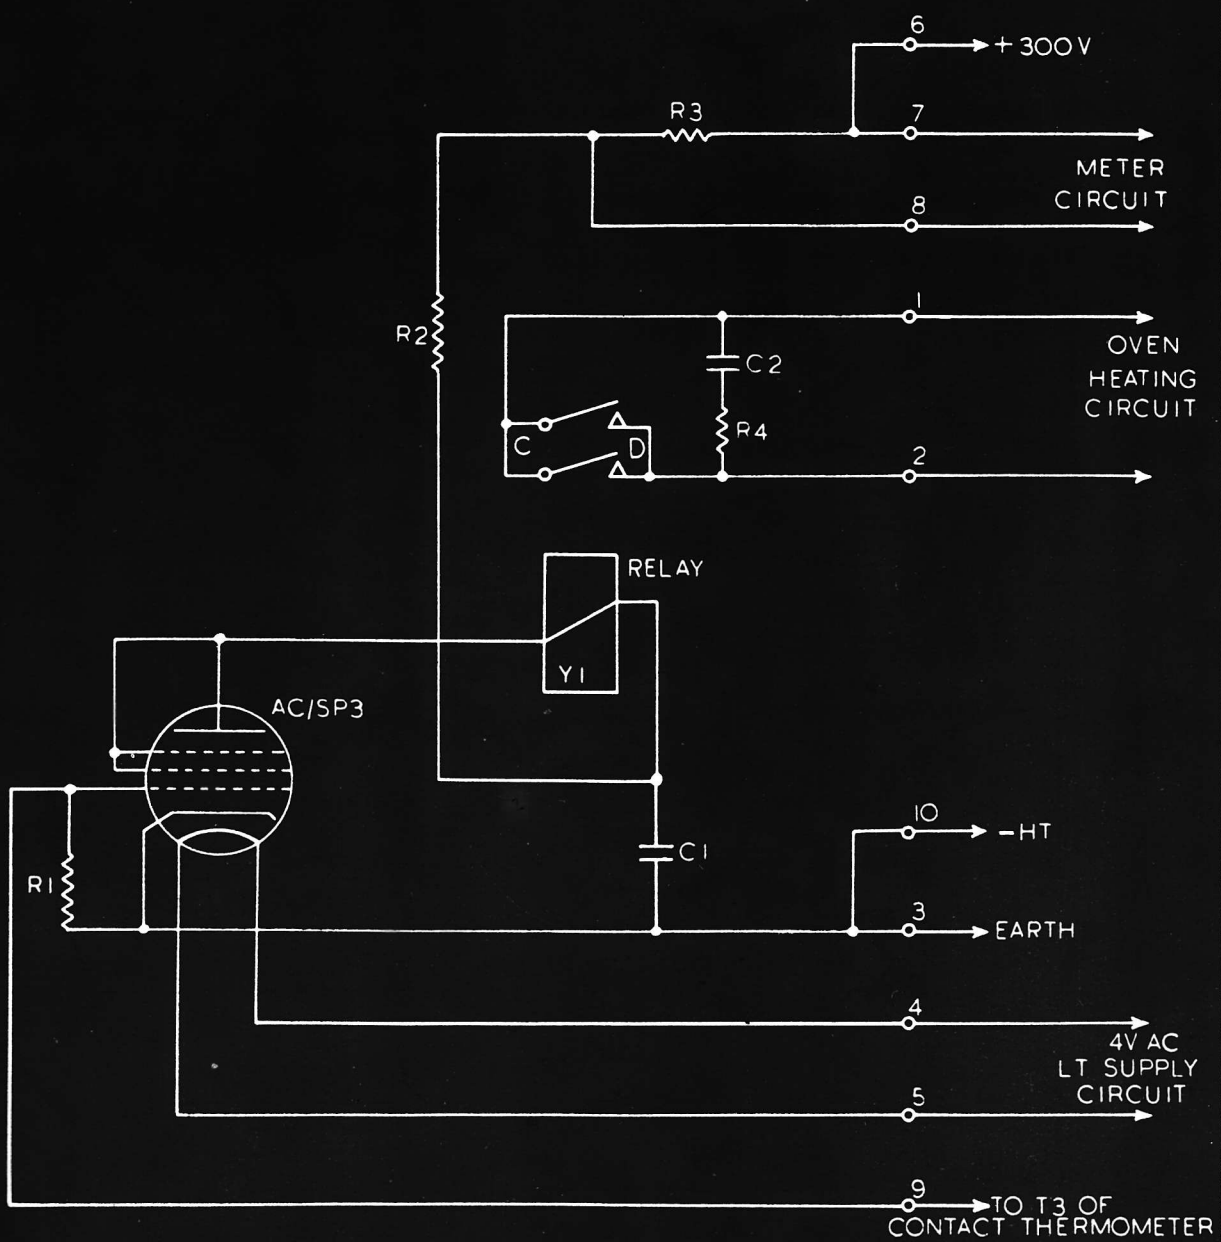 6
+300V
R3
7
METER
CIRCUIT
8
1
R2
OVEN
HEATING
CIRCUIT
C2
R4
C
D
2
RELAY
Y1
AC/SP3
10
-HT
C1
R1
3
EARTH
4
4V AC
LT SUPPLY
CIRCUIT
5
9
TO T3 OF
CONTACT THERMOMETER